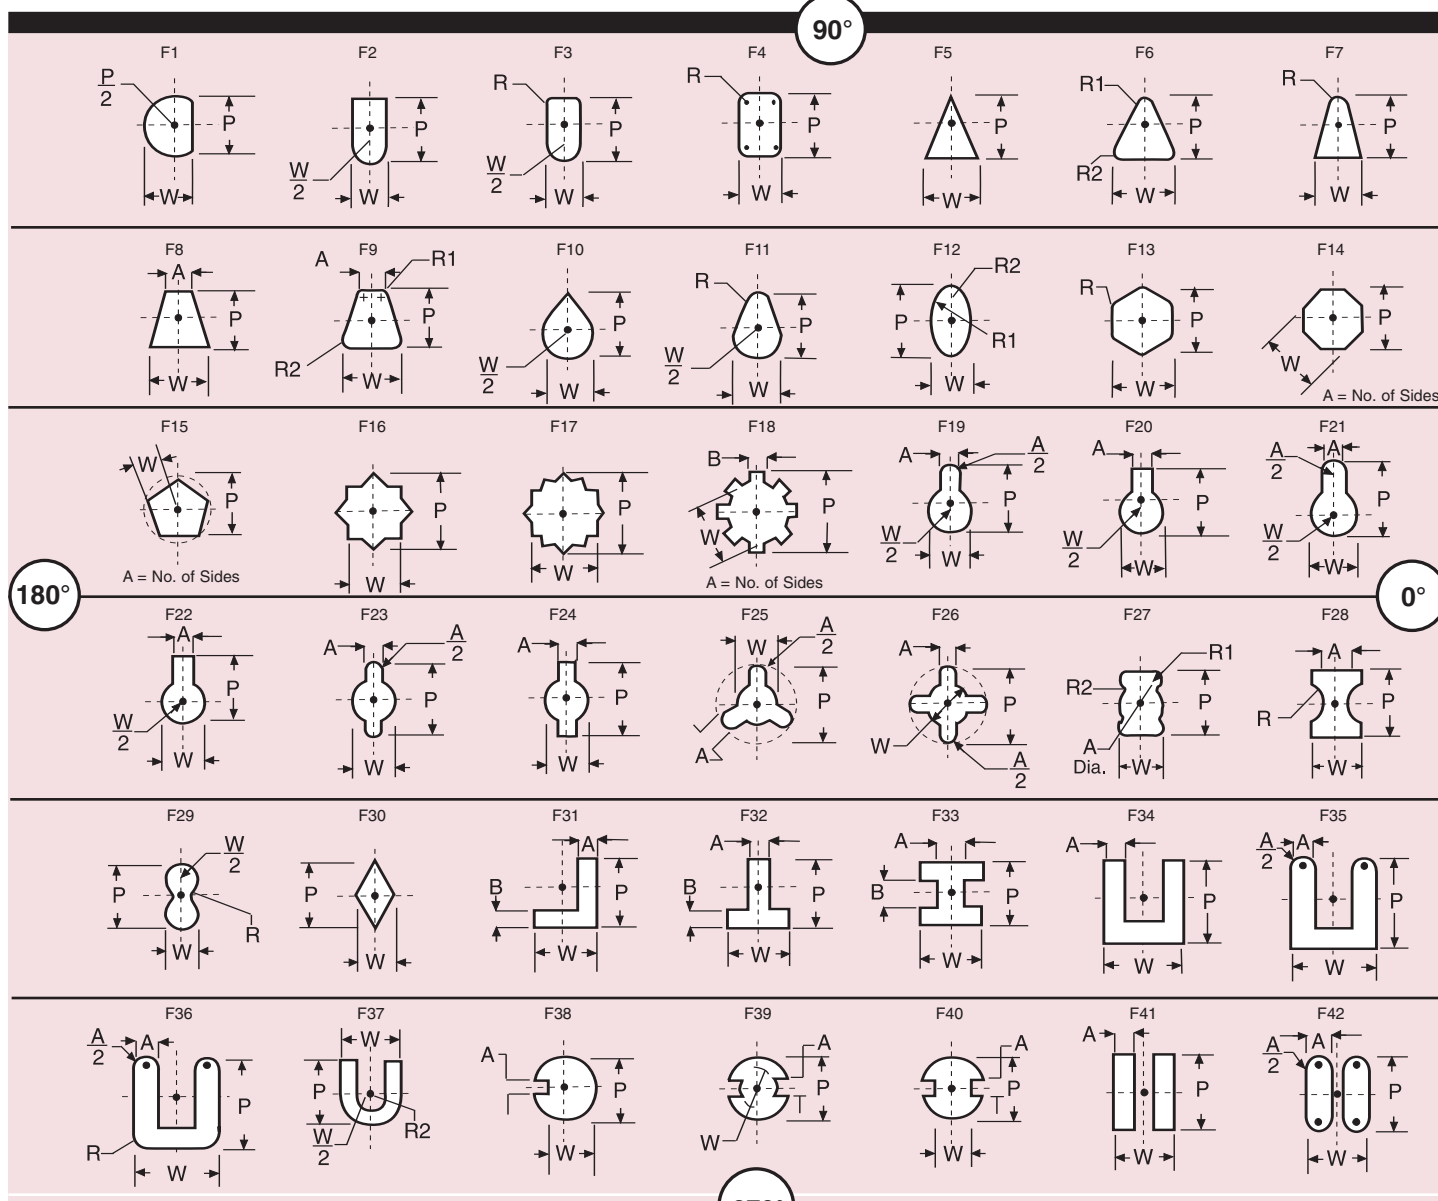 90°
F1 F2 F3 F4 F5 F6 F7
P/2 P W
W/2 P W
R W/2 P W
R P W
P W
R1 R2 P W
R P W
F8 F9 F10 F11 F12 F13 F14
A P W
A R1 R2 P W
W/2 P W
R W/2 P W
R2 R1 P W
R P W
P W
A = No. of Sides
F15 F16 F17 F18 F19 F20 F21
W P
A = No. of Sides
P W
P W
B P W
A = No. of Sides
A A/2 P W/2 W
A P W/2 W
A/2 A P W/2 W
180° 0°
F22 F23 F24 F25 F26 F27 F28
A P W/2 W
A A/2 P W
A P W
W A/2 P A
A P W A/2
R1 R2 P A Dia. W
A R P W
F29 F30 F31 F32 F33 F34 F35
W/2 P R W
P W
A B P W
A B P W
A B P W
A P W
A/2 A P W
F36 F37 F38 F39 F40 F41 F42
A/2 A P R W
W P W/2 R2
A P W
A P W
A P W
A P W
A/2 A P W